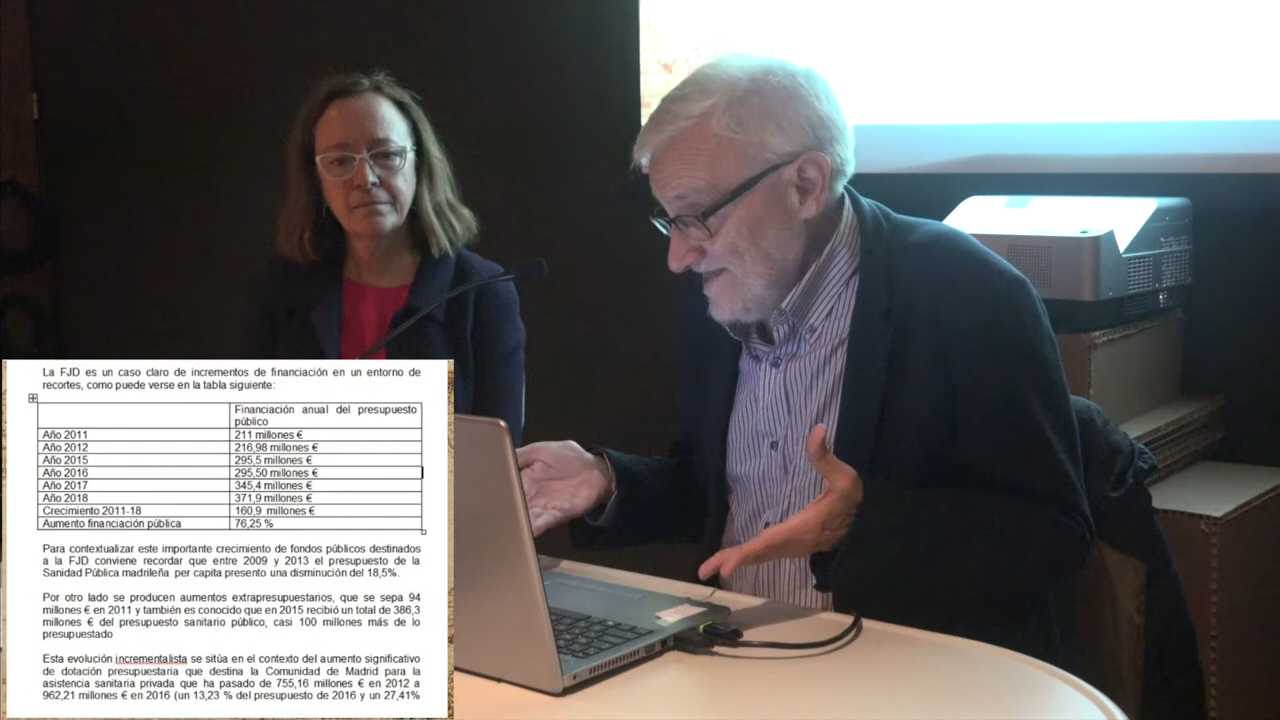 La FJD es un caso claro de incrementos de financiación en un entorno de
recortes, como puede verse en la tabla siguiente:
Financiación anual del presupuesto
público
Año 2011 211 millones €
Año 2012 216,98 millones €
Año 2015 295,5 millones €
Año 2016 295,50 millones €
Año 2017 345,4 millones €
Año 2018 371,9 millones €
Crecimiento 2011-18 160,9 millones €
Aumento financiación pública 76,25 %
Para contextualizar este importante crecimiento de fondos públicos destinados
a la FJD conviene recordar que entre 2009 y 2013 el presupuesto de la
Sanidad Pública madrileña per capita presento una disminución del 18,5%.
Por otro lado se producen aumentos extrapresupuestarios, que se sepa 94
millones € en 2011 y también es conocido que en 2015 recibió un total de 386,3
millones € del presupuesto sanitario público, casi 100 millones más de lo
presupuestado
Esta evolución incrementalista se sitúa en el contexto del aumento significativo
de dotación presupuestaria que destina la Comunidad de Madrid para la
asistencia sanitaria privada que ha pasado de 755,16 millones € en 2012 a
962,21 millones € en 2016 (un 13,23 % del presupuesto de 2016 y un 27,41%